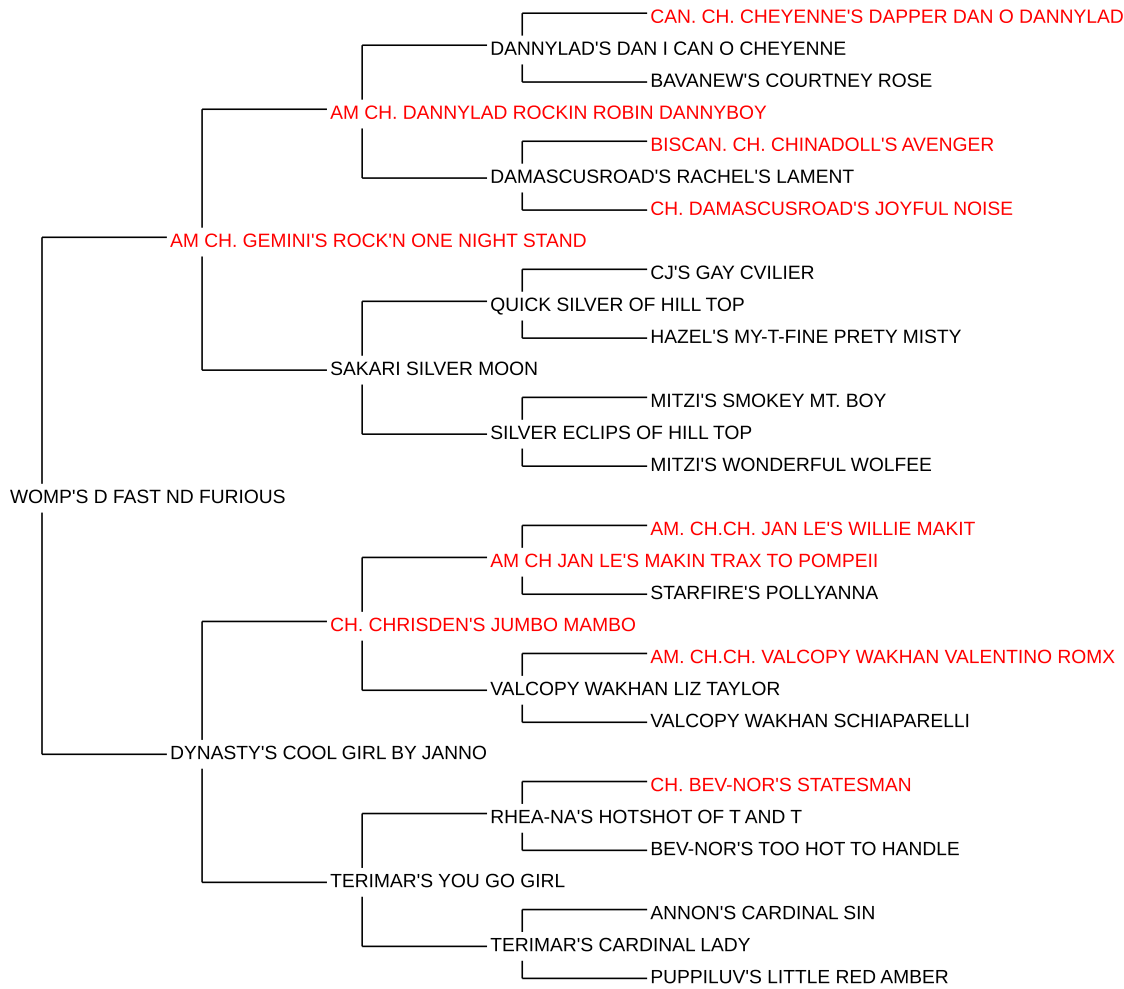 CAN. CH. CHEYENNE'S DAPPER DAN O DANNYLAD
DANNYLAD'S DAN I CAN O CHEYENNE
BAVANEW'S COURTNEY ROSE
AM CH. DANNYLAD ROCKIN ROBIN DANNYBOY
BISCAN. CH. CHINADOLL'S AVENGER
DAMASCUSROAD'S RACHEL'S LAMENT
CH. DAMASCUSROAD'S JOYFUL NOISE
AM CH. GEMINI'S ROCK'N ONE NIGHT STAND
CJ'S GAY CVILIER
QUICK SILVER OF HILL TOP
HAZEL'S MY-T-FINE PRETY MISTY
SAKARI SILVER MOON
MITZI'S SMOKEY MT. BOY
SILVER ECLIPS OF HILL TOP
MITZI'S WONDERFUL WOLFEE
WOMP'S D FAST ND FURIOUS
AM. CH.CH. JAN LE'S WILLIE MAKIT
AM CH JAN LE'S MAKIN TRAX TO POMPEII
STARFIRE'S POLLYANNA
CH. CHRISDEN'S JUMBO MAMBO
AM. CH.CH. VALCOPY WAKHAN VALENTINO ROMX
VALCOPY WAKHAN LIZ TAYLOR
VALCOPY WAKHAN SCHIAPARELLI
DYNASTY'S COOL GIRL BY JANNO
CH. BEV-NOR'S STATESMAN
RHEA-NA'S HOTSHOT OF T AND T
BEV-NOR'S TOO HOT TO HANDLE
TERIMAR'S YOU GO GIRL
ANNON'S CARDINAL SIN
TERIMAR'S CARDINAL LADY
PUPPILUV'S LITTLE RED AMBER